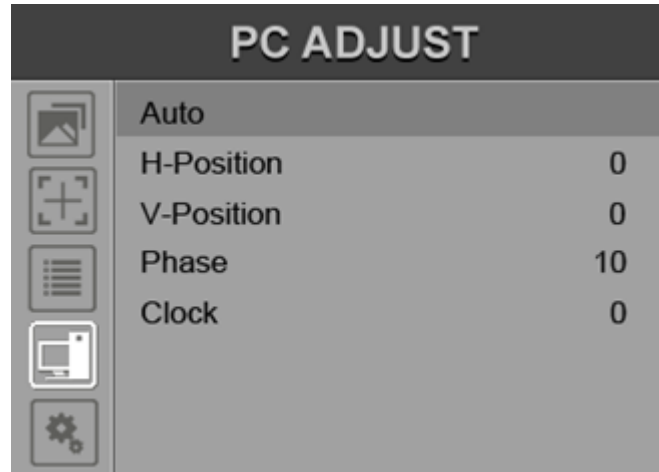 PC ADJUST
Auto
H-Position 0
V-Position 0
Phase 10
Clock 0